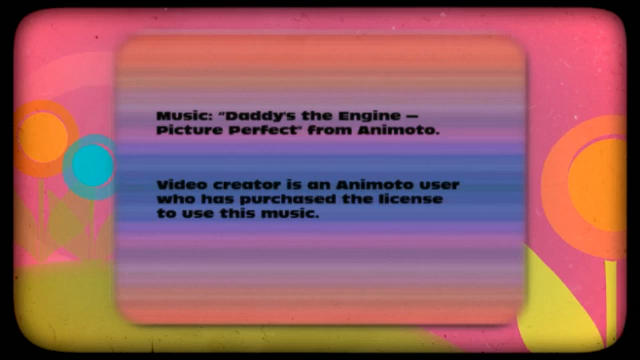 Music: "Daddy's the Engine –
Picture Perfect" from Animoto.
Video creator is an Animoto user
who has purchased the license
to use this music.